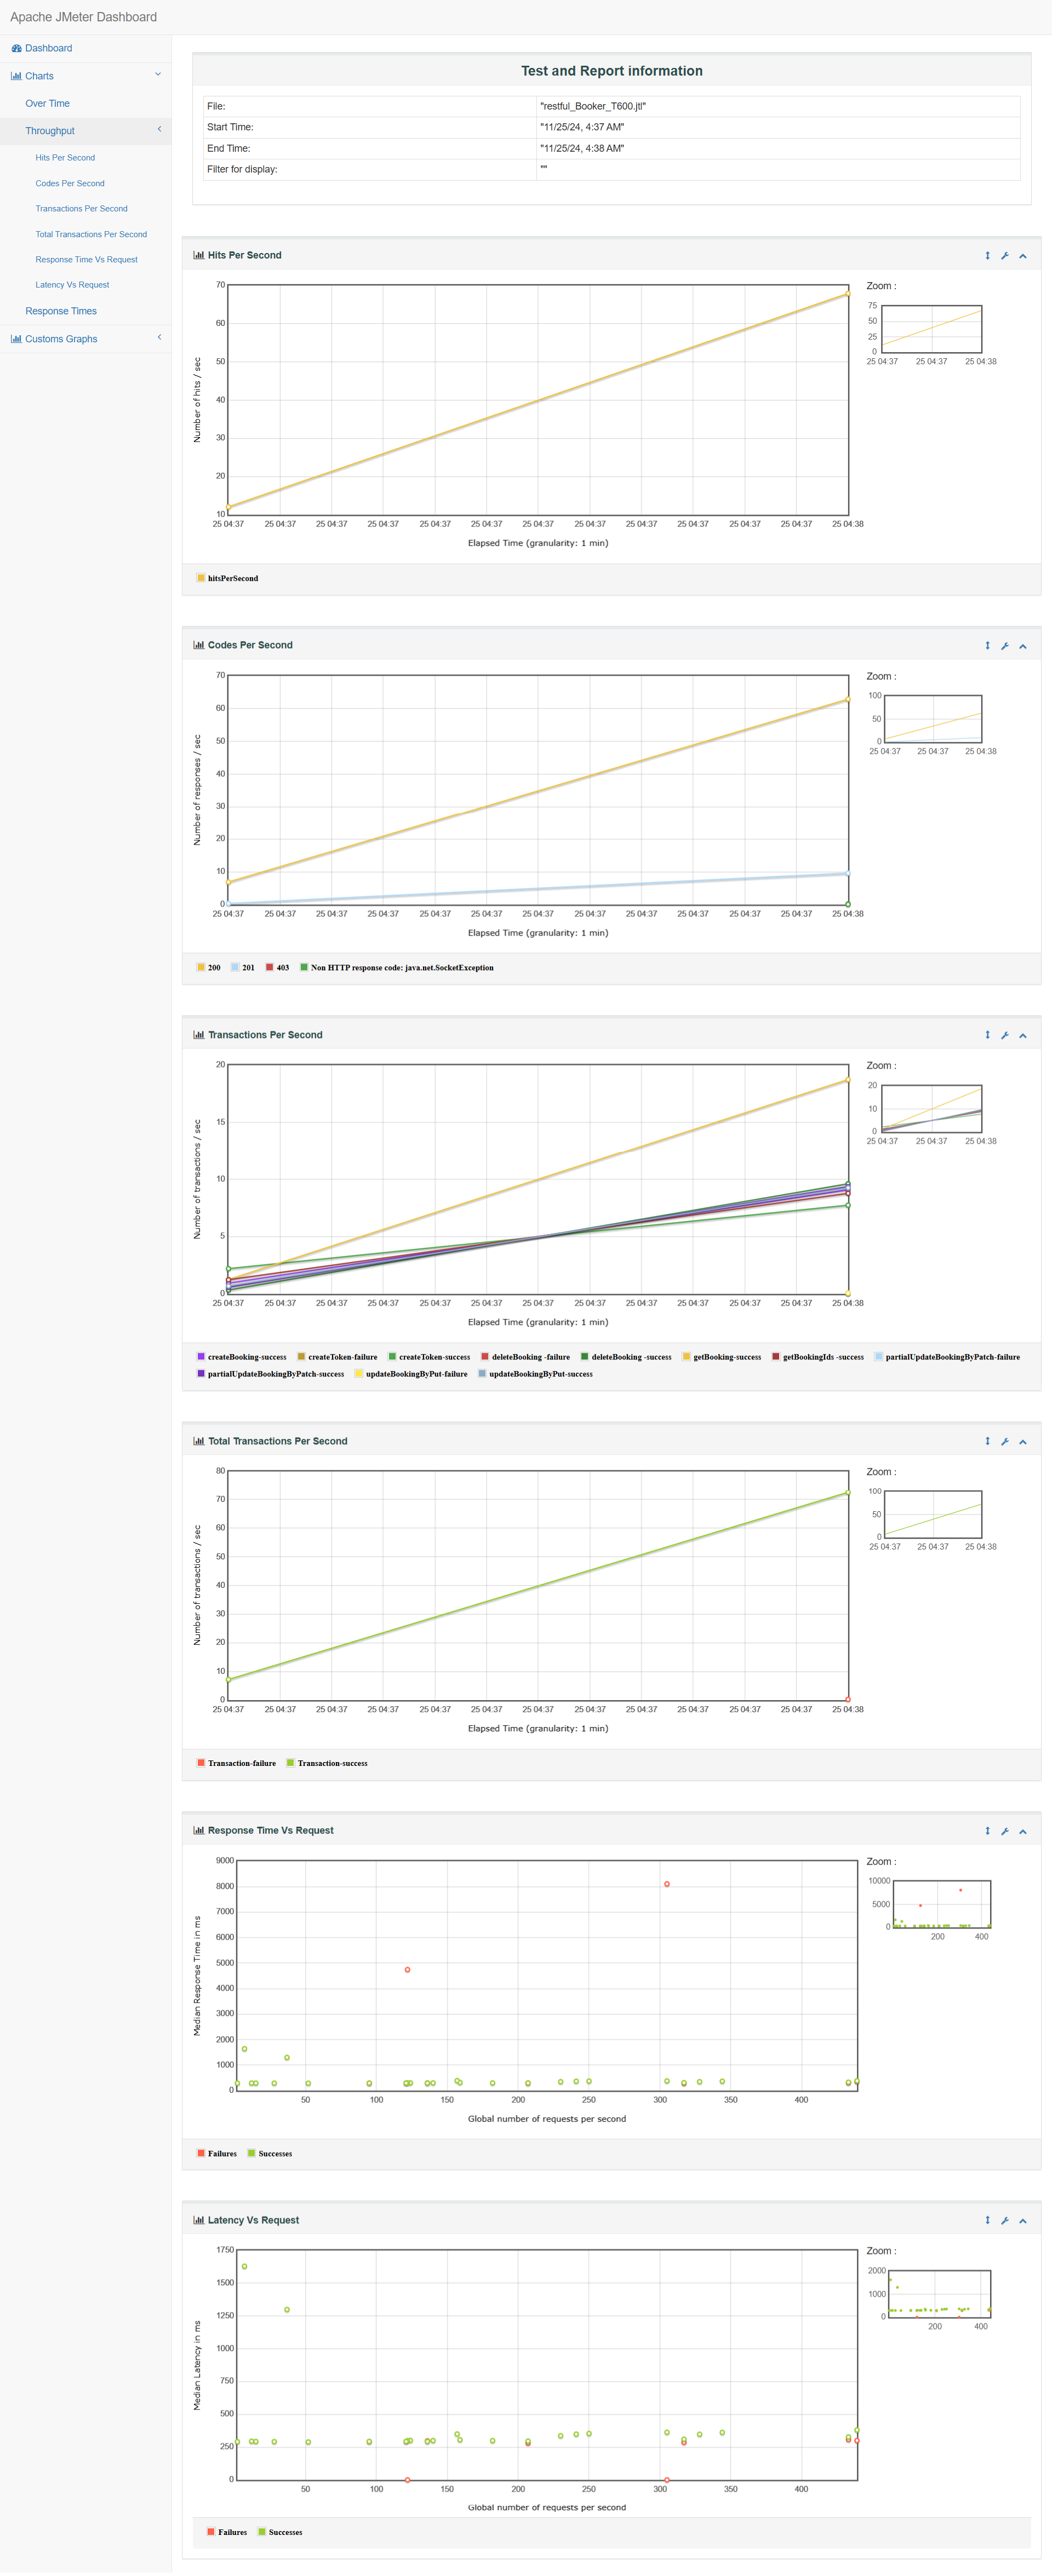 Apache JMeter Dashboard
Dashboard
Charts
Over Time
Throughput
Hits Per Second
Codes Per Second
Transactions Per Second
Total Transactions Per Second
Response Time Vs Request
Latency Vs Request
Response Times
Customs Graphs
Test and Report information
File: "restful_Booker_T600.jtl"
Start Time: "11/25/24, 4:37 AM"
End Time: "11/25/24, 4:38 AM"
Filter for display: ""
Hits Per Second
70
60
50
40
30
20
10
Number of hits / sec
25 04:37 25 04:37 25 04:37 25 04:37 25 04:37 25 04:37 25 04:37 25 04:37 25 04:37 25 04:37 25 04:37 25 04:37 25 04:38
Elapsed Time (granularity: 1 min)
Zoom :
75
50
25
0
25 04:37 25 04:37 25 04:38
hitsPerSecond
Codes Per Second
70
60
50
40
30
20
10
0
Number of responses / sec
25 04:37 25 04:37 25 04:37 25 04:37 25 04:37 25 04:37 25 04:37 25 04:37 25 04:37 25 04:37 25 04:37 25 04:37 25 04:38
Elapsed Time (granularity: 1 min)
Zoom :
100
50
0
25 04:37 25 04:37 25 04:38
200 201 403 Non HTTP response code: java.net.SocketException
Transactions Per Second
20
15
10
5
0
Number of transactions / sec
25 04:37 25 04:37 25 04:37 25 04:37 25 04:37 25 04:37 25 04:37 25 04:37 25 04:37 25 04:37 25 04:37 25 04:37 25 04:38
Elapsed Time (granularity: 1 min)
Zoom :
20
10
0
25 04:37 25 04:37 25 04:38
createBooking-success createToken-failure createToken-success deleteBooking -failure deleteBooking -success getBooking-success getBookingIds -success partialUpdateBookingByPatch-failure
partialUpdateBookingByPatch-success updateBookingByPut-failure updateBookingByPut-success
Total Transactions Per Second
80
70
60
50
40
30
20
10
0
Number of transactions / sec
25 04:37 25 04:37 25 04:37 25 04:37 25 04:37 25 04:37 25 04:37 25 04:37 25 04:37 25 04:37 25 04:37 25 04:37 25 04:38
Elapsed Time (granularity: 1 min)
Zoom :
100
50
0
25 04:37 25 04:37 25 04:38
Transaction-failure Transaction-success
Response Time Vs Request
9000
8000
7000
6000
5000
4000
3000
2000
1000
0
Median Response Time in ms
50 100 150 200 250 300 350 400
Global number of requests per second
Zoom :
10000
5000
0
200 400
Failures Successes
Latency Vs Request
1750
1500
1250
1000
750
500
250
0
Median Latency in ms
50 100 150 200 250 300 350 400
Global number of requests per second
Zoom :
2000
1000
0
200 400
Failures Successes